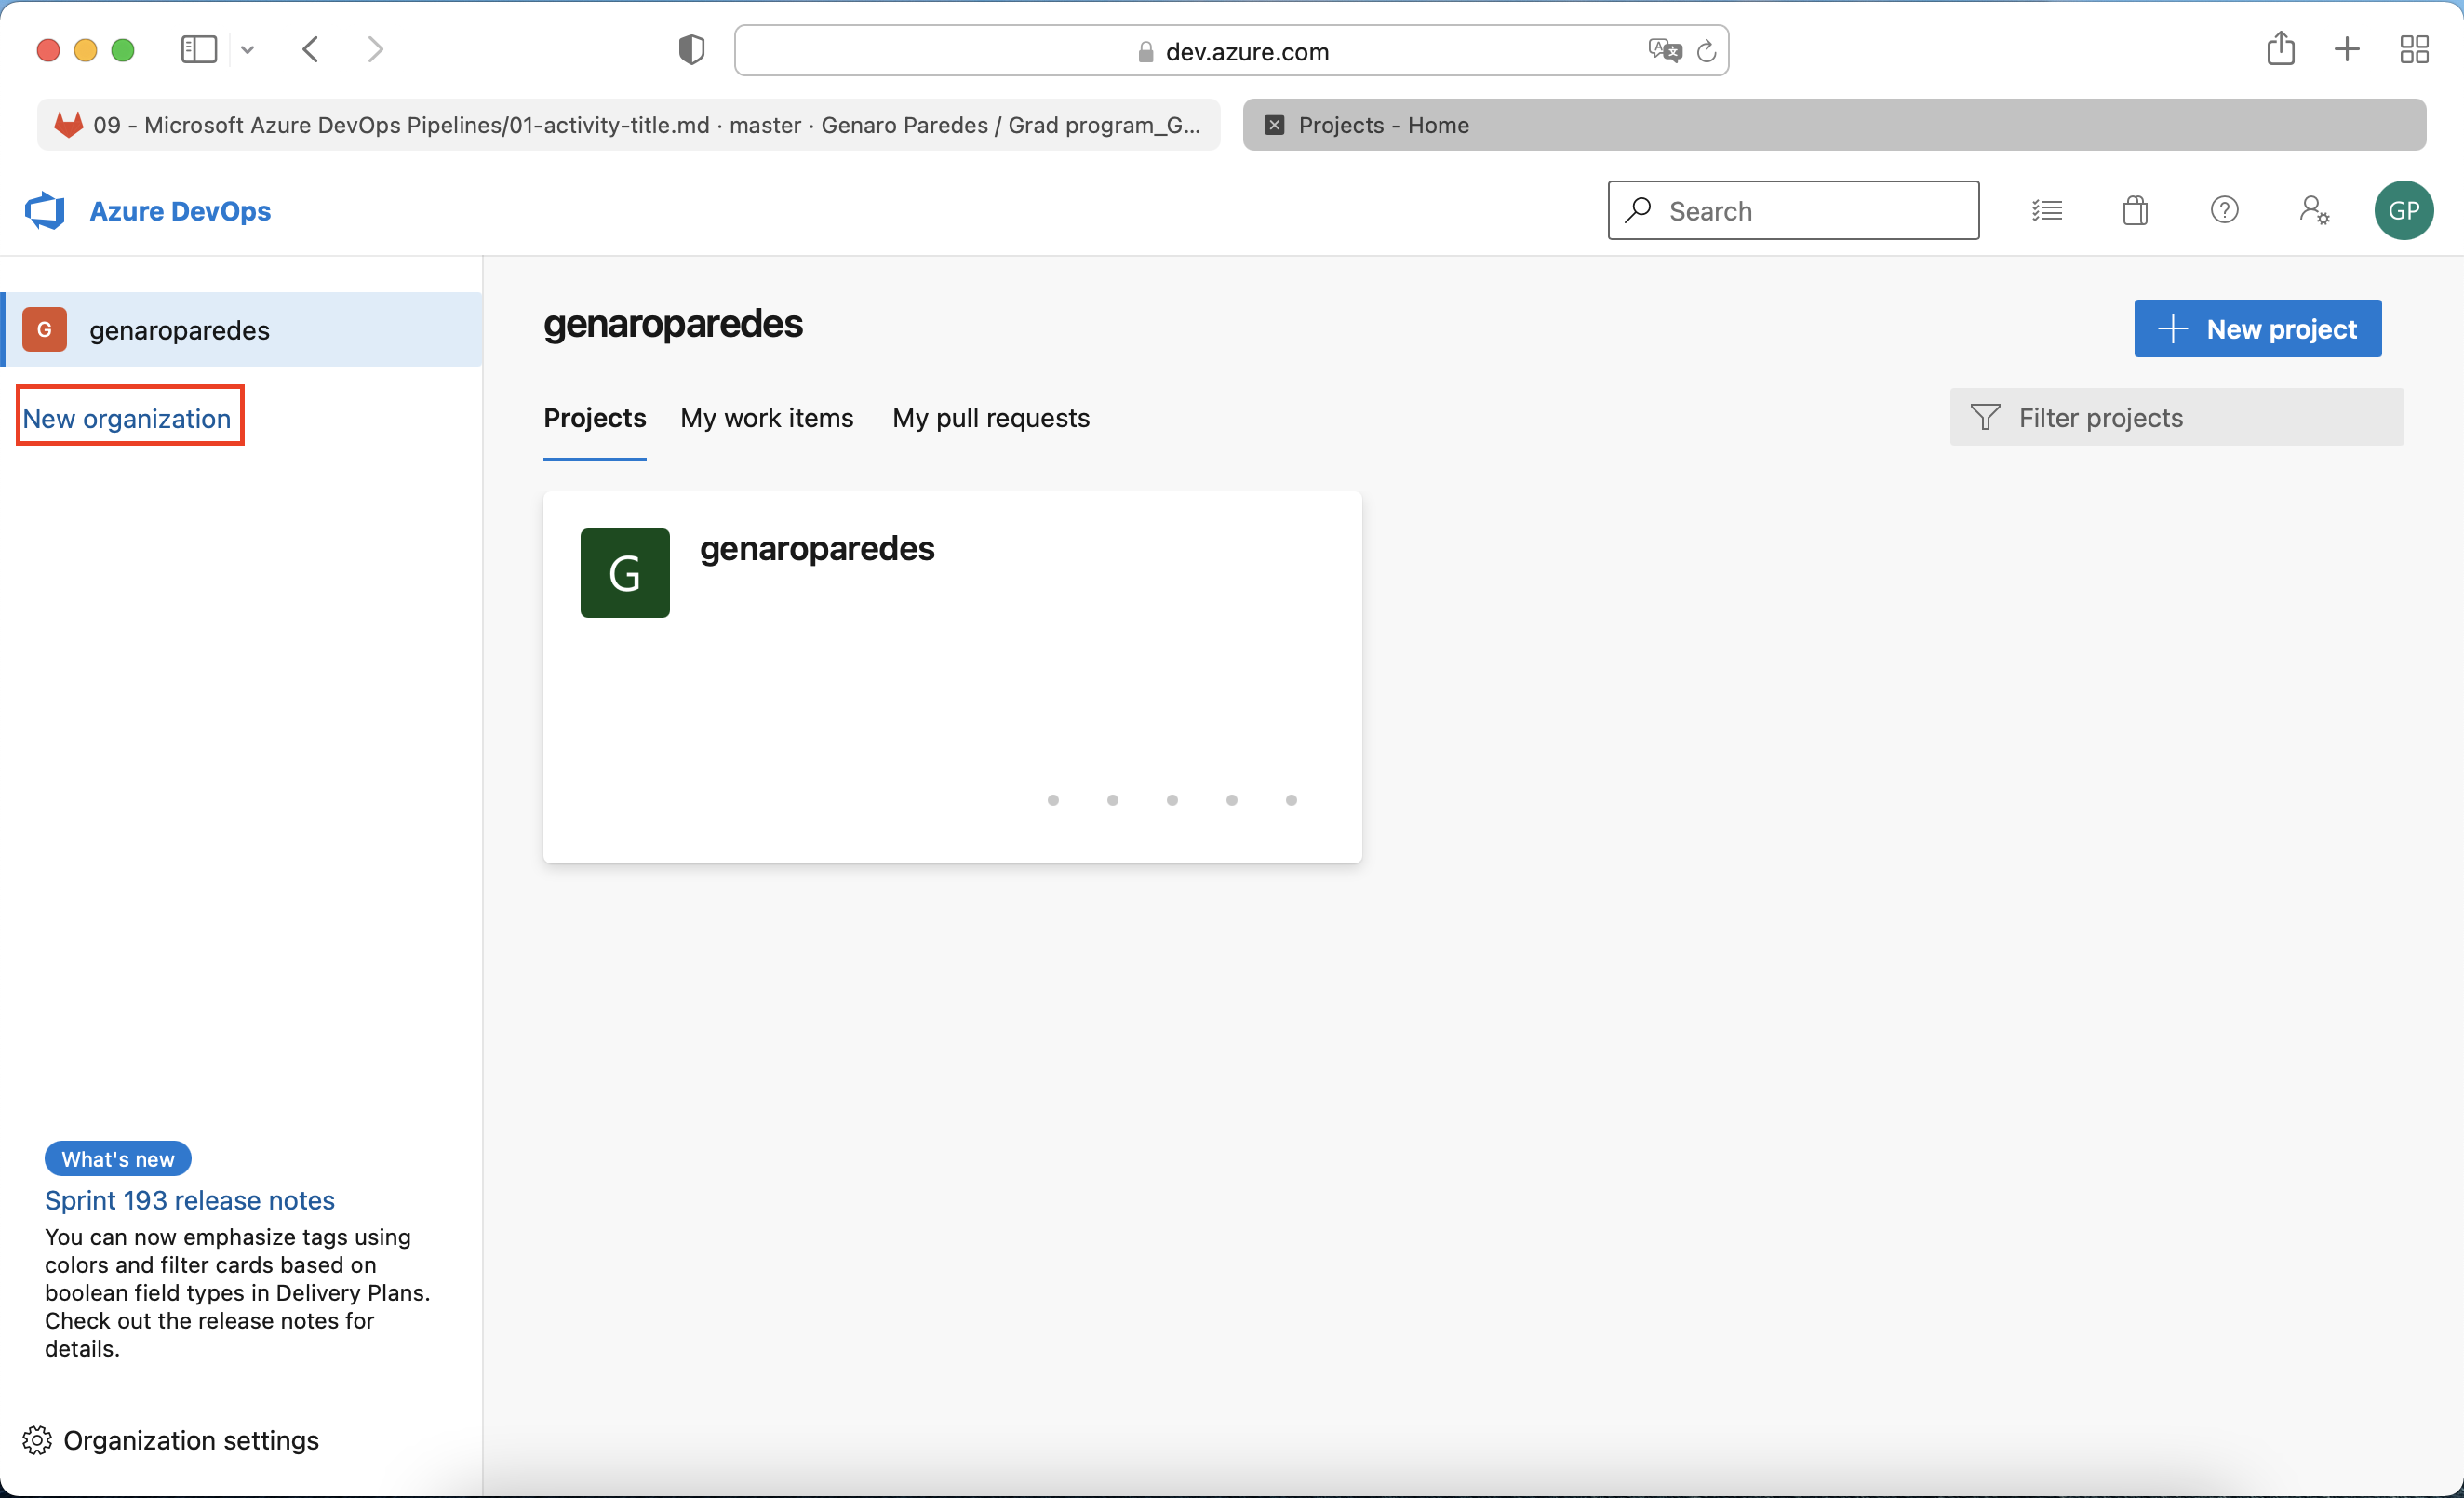 dev.azure.com
09 - Microsoft Azure DevOps Pipelines/01-activity-title.md · master · Genaro Paredes / Grad program_G...
Projects - Home
Azure DevOps
Search
GP
G genaroparedes
New organization
genaroparedes
New project
Projects My work items My pull requests
Filter projects
G genaroparedes
What's new
Sprint 193 release notes
You can now emphasize tags using
colors and filter cards based on
boolean field types in Delivery Plans.
Check out the release notes for
details.
Organization settings